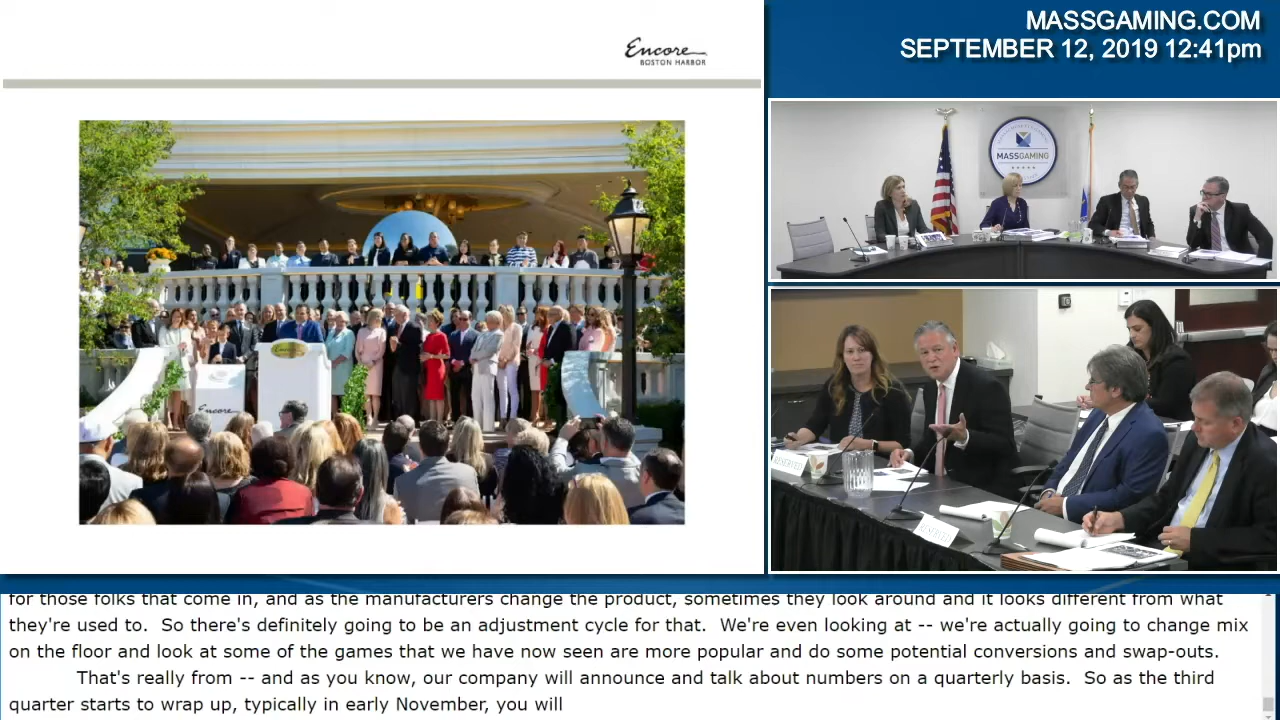 Encore
BOSTON HARBOR
MASSGAMING.COM
SEPTEMBER 12, 2019 12:41pm
MASSGAMING
Encore
RESERVED
RESERVED
for those folks that come in, and as the manufacturers change the product, sometimes they look around and it looks different from what
they're used to.  So there's definitely going to be an adjustment cycle for that.  We're even looking at -- we're actually going to change mix
on the floor and look at some of the games that we have now seen are more popular and do some potential conversions and swap-outs.
That's really from -- and as you know, our company will announce and talk about numbers on a quarterly basis.  So as the third
quarter starts to wrap up, typically in early November, you will